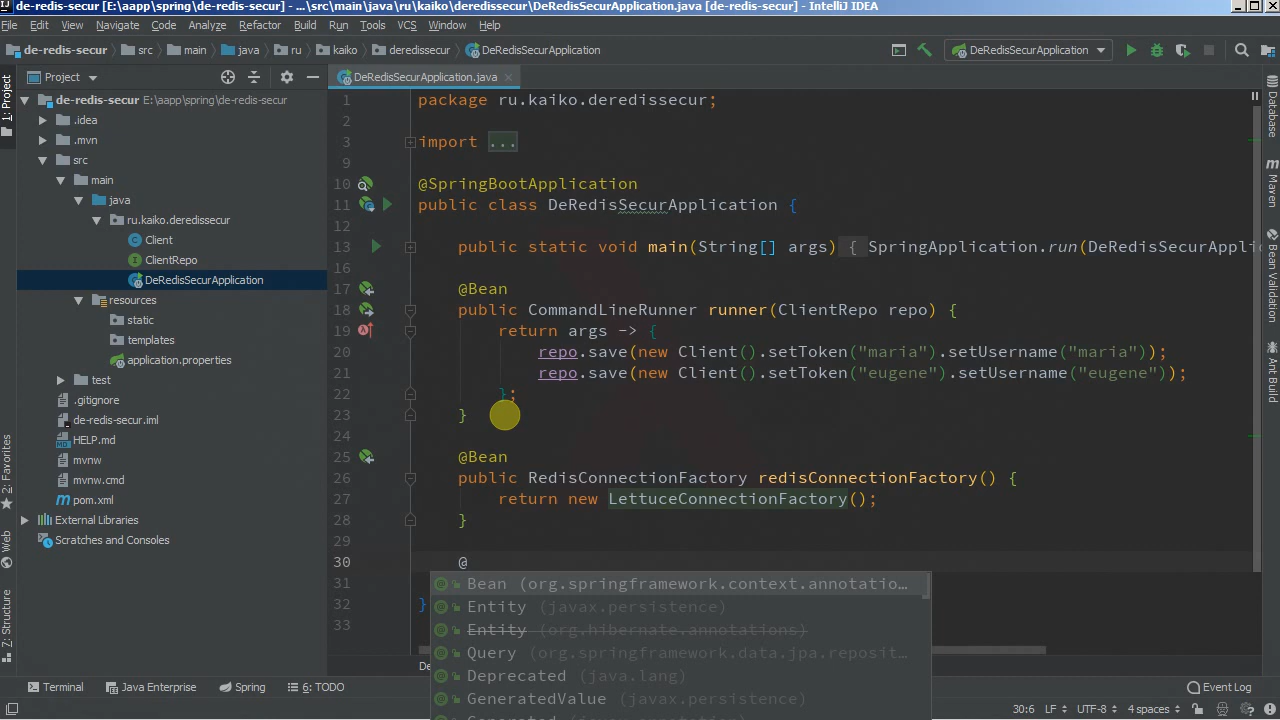 de-redis-secur [E:\aapp\spring\de-redis-secur] - ...\src\main\java\ru\kaiko\deredissecur\DeRedisSecurApplication.java [de-redis-secur] - IntelliJ IDEA
File Edit View Navigate Code Analyze Refactor Build Run Tools VCS Window Help
de-redis-secur src main java ru kaiko deredissecur DeRedisSecurApplication DeRedisSecurApplication
Project DeRedisSecurApplication.java
1: Project
2: Favorites
Web
Z: Structure
de-redis-secur E:\aapp\spring\de-redis-secur
.idea
.mvn
src
main
java
ru.kaiko.deredissecur
Client
ClientRepo
DeRedisSecurApplication
resources
static
templates
application.properties
test
.gitignore
de-redis-secur.iml
HELP.md
mvnw
mvnw.cmd
pom.xml
External Libraries
Scratches and Consoles
1 package ru.kaiko.deredissecur;
2
3 import ...
9
10 @SpringBootApplication
11 public class DeRedisSecurApplication {
12
13 public static void main(String[] args) { SpringApplication.run(DeRedisSecurAppli
16
17 @Bean
18 public CommandLineRunner runner(ClientRepo repo) {
19 return args -> {
20 repo.save(new Client().setToken("maria").setUsername("maria"));
21 repo.save(new Client().setToken("eugene").setUsername("eugene"));
22 };
23 }
24
25 @Bean
26 public RedisConnectionFactory redisConnectionFactory() {
27 return new LettuceConnectionFactory();
28 }
29
30 @
31
32 }
33
Bean (org.springframework.context.annotatio...
Entity (javax.persistence)
Entity (org.hibernate.annotations)
Query (org.springframework.data.jpa.reposit...
Deprecated (java.lang)
GeneratedValue (javax.persistence)
De
Database
Maven
Bean Validation
Ant Build
Terminal Java Enterprise Spring 6: TODO Event Log
30:6 LF UTF-8 4 spaces